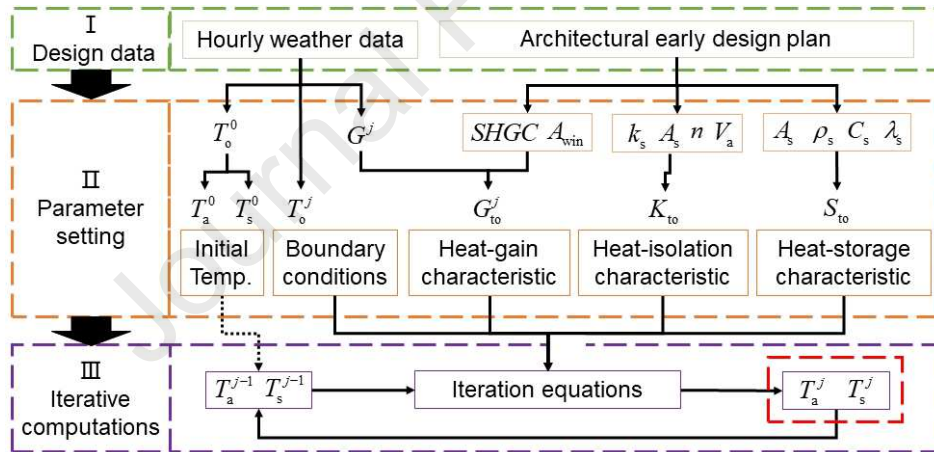 Ⅰ
Design data
Hourly weather data
Architectural early design plan
Ⅱ
Parameter
setting
T_o^0
G^j
SHGC A_win
k_s A_s n V_a
A_s ρ_s C_s λ_s
T_a^0 T_s^0
T_o^j
G_to^j
K_to
S_to
Initial
Temp.
Boundary
conditions
Heat-gain
characteristic
Heat-isolation
characteristic
Heat-storage
characteristic
Ⅲ
Iterative
computations
T_a^{j-1} T_s^{j-1}
Iteration equations
T_a^j T_s^j
Journal P